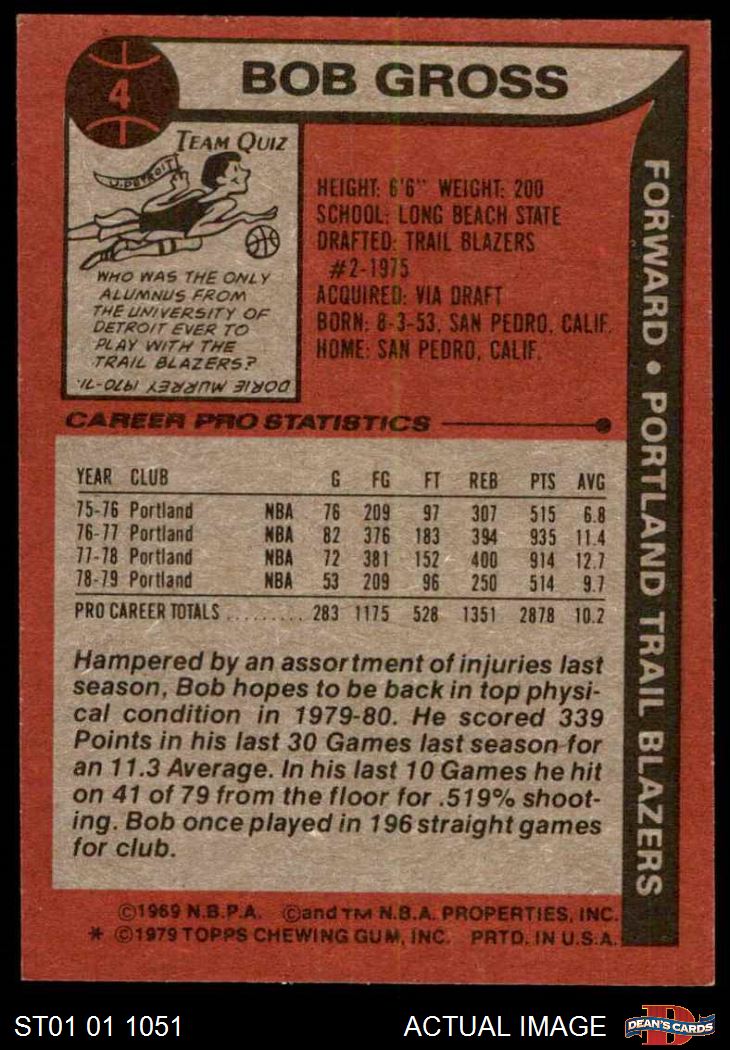 4
BOB GROSS
TEAM QUIZ
U. DETROIT
WHO WAS THE ONLY
ALUMNUS FROM
THE UNIVERSITY OF
DETROIT EVER TO
PLAY WITH THE
TRAIL BLAZERS?
DORIE MURREY 1970-71.
HEIGHT: 6'6" WEIGHT: 200
SCHOOL: LONG BEACH STATE
DRAFTED: TRAIL BLAZERS
#2-1975
ACQUIRED: VIA DRAFT
BORN: 8-3-53, SAN PEDRO, CALIF.
HOME: SAN PEDRO, CALIF.
FORWARD • PORTLAND TRAIL BLAZERS
CAREER PRO STATISTICS
YEAR CLUB G FG FT REB PTS AVG
75-76 Portland NBA 76 209 97 307 515 6.8
76-77 Portland NBA 82 376 183 394 935 11.4
77-78 Portland NBA 72 381 152 400 914 12.7
78-79 Portland NBA 53 209 96 250 514 9.7
PRO CAREER TOTALS ......... 283 1175 528 1351 2878 10.2
Hampered by an assortment of injuries last
season, Bob hopes to be back in top physi-
cal condition in 1979-80. He scored 339
Points in his last 30 Games last season for
an 11.3 Average. In his last 10 Games he hit
on 41 of 79 from the floor for .519% shoot-
ing. Bob once played in 196 straight games
for club.
©1969 N.B.P.A. ©and TM N.B.A. PROPERTIES, INC.
* ©1979 TOPPS CHEWING GUM, INC. PRTD. IN U.S.A.
ST01 01 1051
ACTUAL IMAGE
D
DEAN'S CARDS